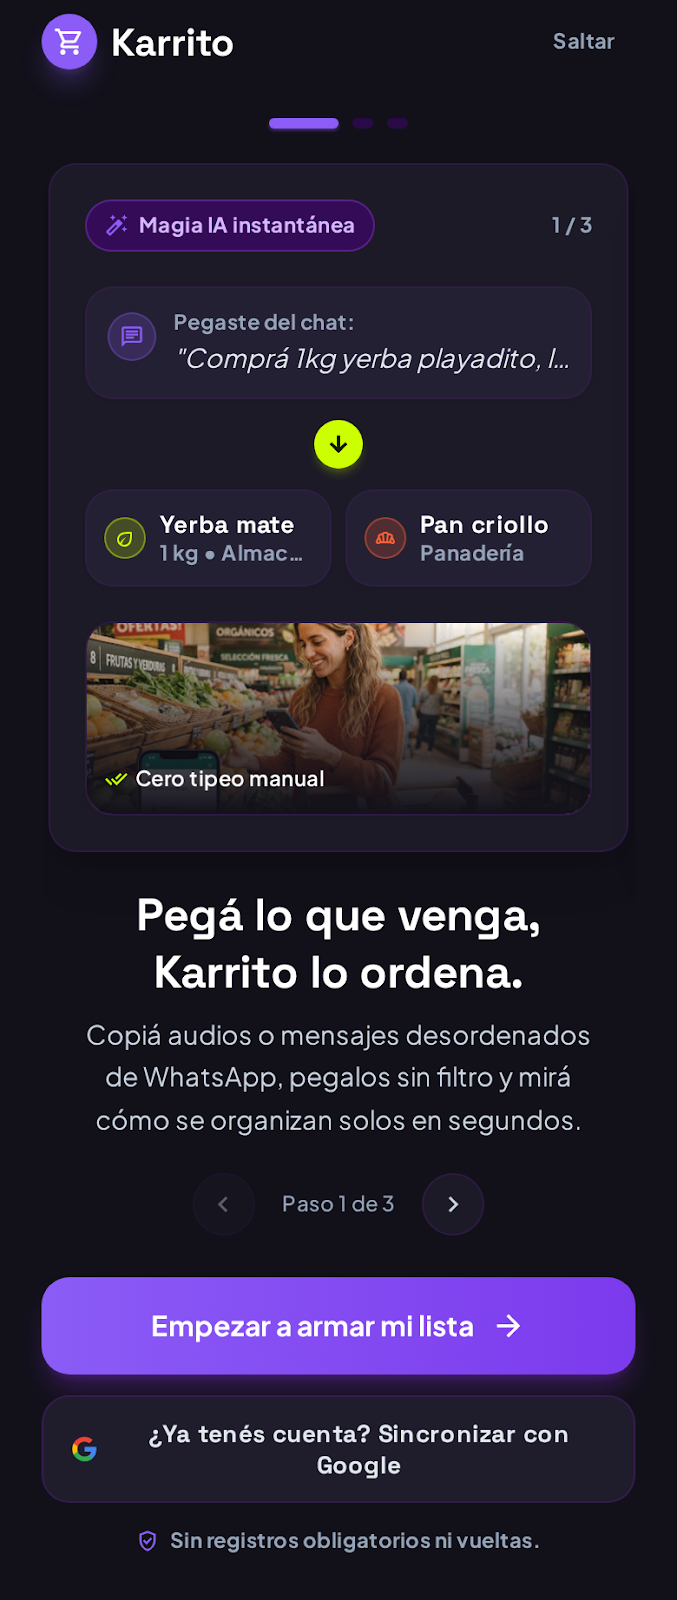 Karrito
Saltar
Magia IA instantánea
1 / 3
Pegaste del chat:
"Comprá 1kg yerba playadito, l...
Yerba mate
1 kg • Almac...
Pan criollo
Panadería
OFERTAS!
ORGÁNICOS
8 FRUTAS Y VERDURAS 8
SELECCIÓN FRESCA
FRESCA
Cero tipeo manual
Pegá lo que venga,
Karrito lo ordena.
Copiá audios o mensajes desordenados
de WhatsApp, pegalos sin filtro y mirá
cómo se organizan solos en segundos.
Paso 1 de 3
Empezar a armar mi lista
¿Ya tenés cuenta? Sincronizar con
Google
Sin registros obligatorios ni vueltas.